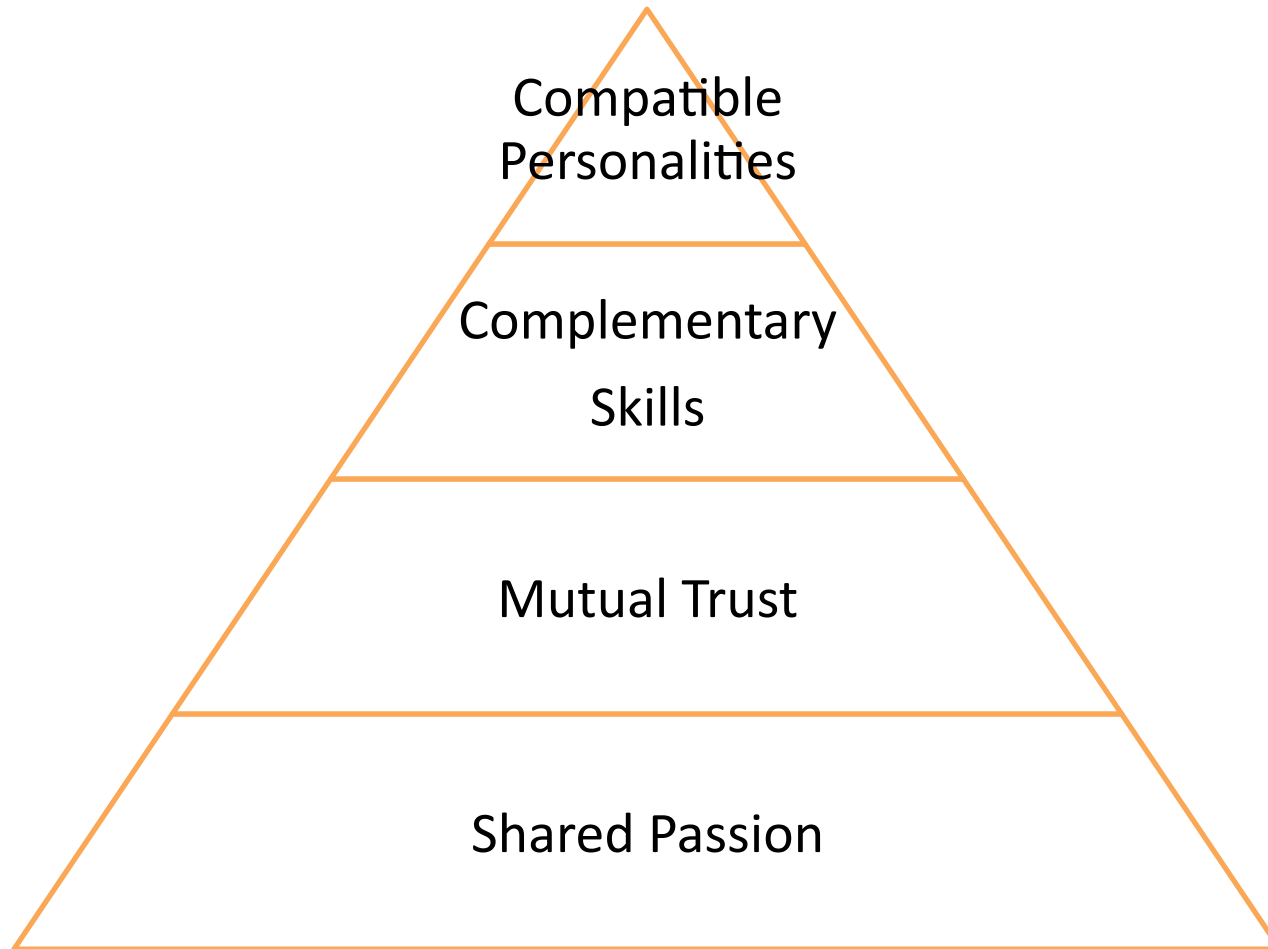 Compatible
Personalities
Complementary
Skills
Mutual Trust
Shared Passion